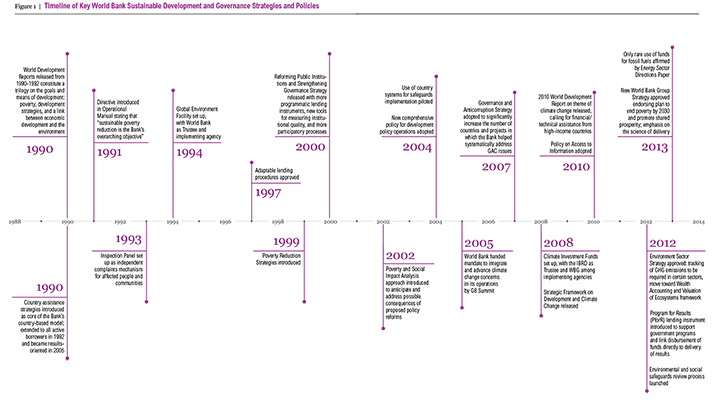 Figure 1 | Timeline of Key World Bank Sustainable Development and Governance Strategies and Policies
World Development
Reports released from
1990-1992 constitute a
trilogy on the goals and
means of development:
poverty, development
strategies, and a link
between economic
development and the
environment
1990
Directive introduced
in Operational
Manual stating that
"sustainable poverty
reduction is the Bank's
overarching objective"
1991
Global Environment
Facility set up,
with World Bank
as Trustee and
implementing agency
1994
Adaptable lending
procedures approved
1997
Reforming Public Institu-
tions and Strengthening
Governance Strategy
released with more
programmatic lending
instruments, new tools
for measuring institu-
tional quality, and more
participatory processes
2000
Use of country
systems for safeguards
implementation piloted
New comprehensive
policy for development
policy operations adopted
2004
Governance and
Anticorruption Strategy
adopted to significantly
increase the number of
countries and projects in
which the Bank helped
systematically address
GAC issues
2007
2010 World Development
Report on theme of
climate change released,
calling for financial/
technical assistance from
high-income countries
Policy on Access to
Information adopted
2010
Only rare use of funds
for fossil fuels affirmed
by Energy Sector
Directions Paper
New World Bank Group
Strategy approved
endorsing plan to end
poverty by 2030 and
promote shared
prosperity; emphasis on
the science of delivery
2013
1988
1990
1992
1994
1996
1998
2000
2002
2004
2006
2008
2010
2012
2014
1990
Country assistance
strategies introduced
as core of the Bank's
country-based model;
extended to all active
borrowers in 1992
and became results-
oriented in 2005
1993
Inspection Panel set
up as independent
complaints mechanism
for affected people and
communities
1999
Poverty Reduction
Strategies introduced
2002
Poverty and Social
Impact Analysis
approach introduced
to anticipate and
address possible
consequences of
proposed policy
reforms
2005
World Bank handed
mandate to integrate
and advance climate
change concerns
in its operations
by G8 Summit
2008
Climate Investment Funds
set up, with the IBRD as
Trustee and WBG among
implementing agencies
Strategic Framework on
Development and Climate
Change released
2012
Environment Sector
Strategy approved; tracking
of GHG emissions to be
required in certain sectors,
move toward Wealth
Accounting and Valuation
of Ecosystems framework
Program for Results
(PforR) lending instrument
introduced to support
government programs
and link disbursement of
funds directly to delivery
of results
Environmental and social
safeguards review process
launched